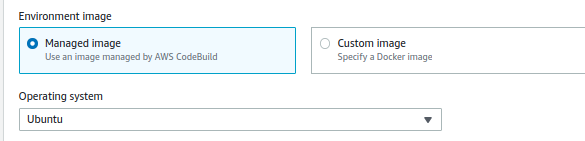 Environment image
Managed image
Use an image managed by AWS CodeBuild
Custom image
Specify a Docker image
Operating system
Ubuntu